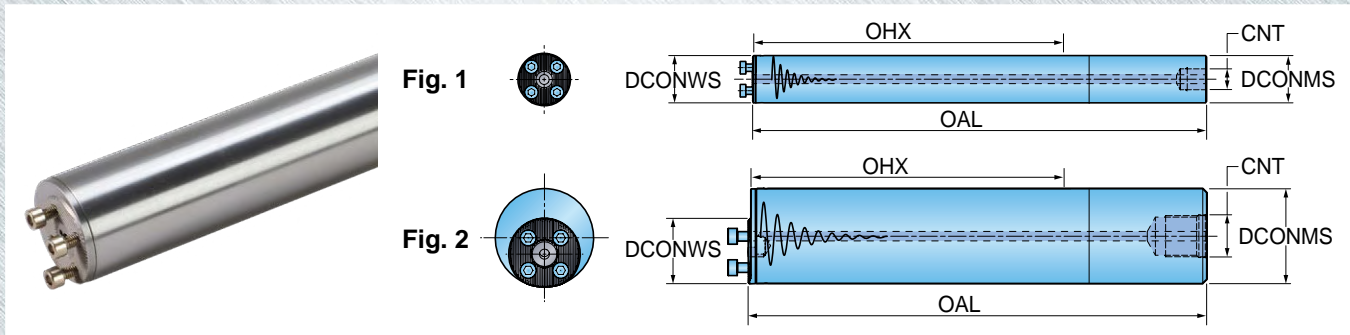 Fig. 1
OHX
CNT
DCONWS
DCONMS
OAL
Fig. 2
OHX
CNT
DCONWS
DCONMS
OAL